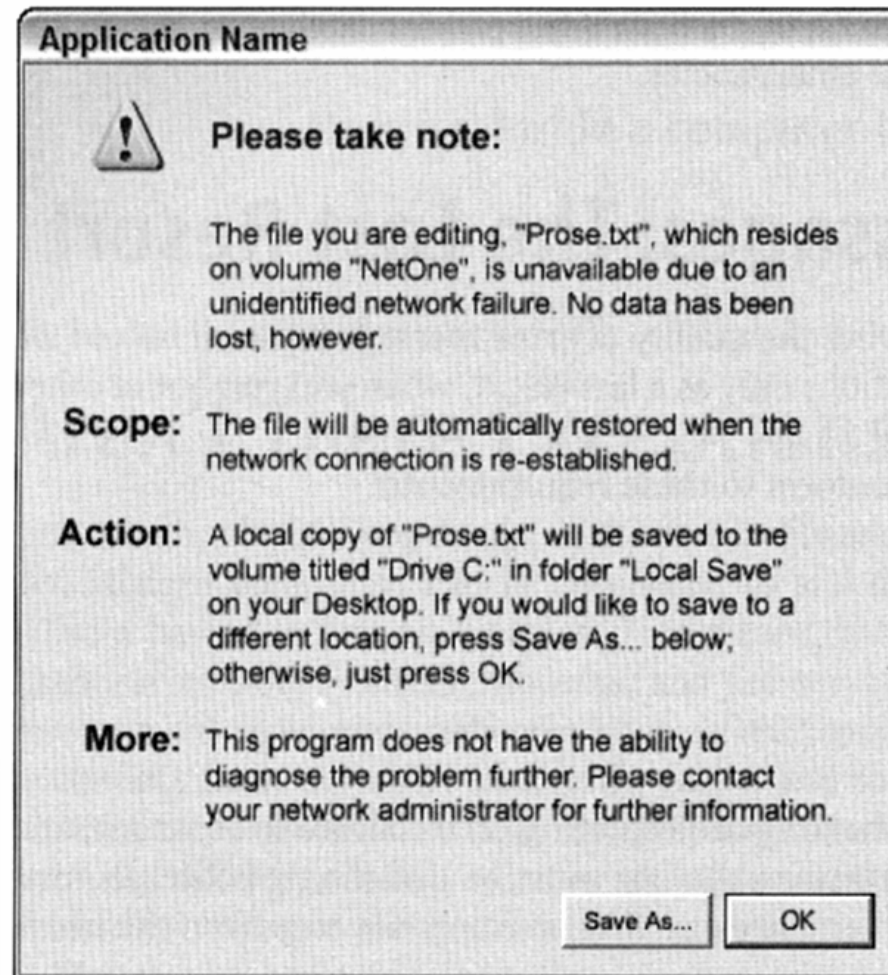 Application Name
Please take note:
The file you are editing, "Prose.txt", which resides
on volume "NetOne", is unavailable due to an
unidentified network failure. No data has been
lost, however.
Scope: The file will be automatically restored when the
network connection is re-established.
Action: A local copy of "Prose.txt" will be saved to the
volume titled "Drive C:" in folder "Local Save"
on your Desktop. If you would like to save to a
different location, press Save As... below;
otherwise, just press OK.
More: This program does not have the ability to
diagnose the problem further. Please contact
your network administrator for further information.
Save As... OK